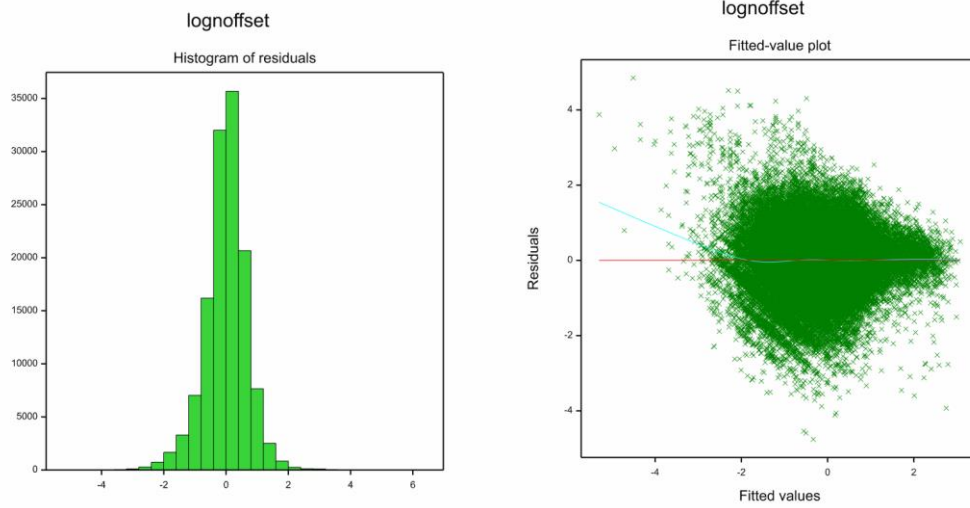 lognoffset
Histogram of residuals
35000
30000
25000
20000
15000
10000
5000
0
-4 -2 0 2 4 6
lognoffset
Fitted-value plot
Residuals
4
2
0
-2
-4
-4 -2 0 2
Fitted values